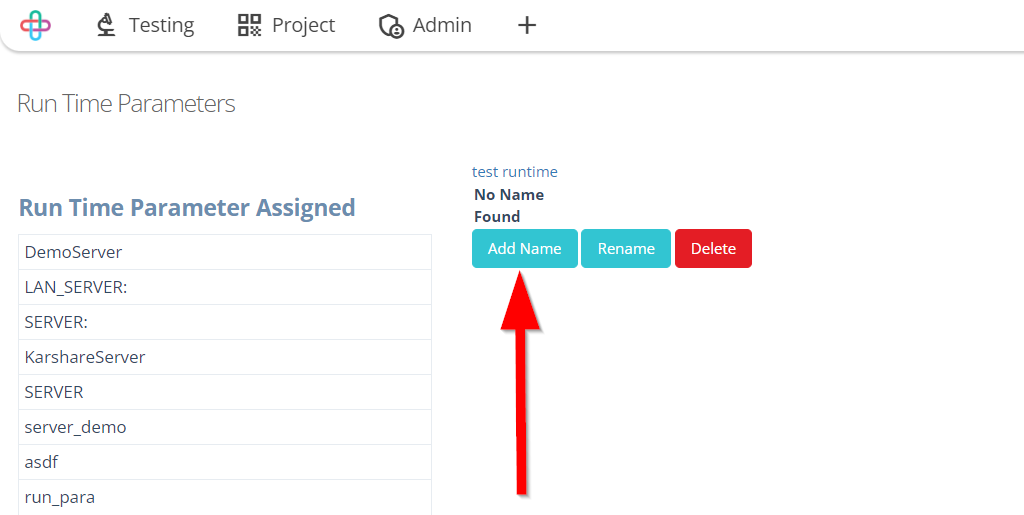 Testing Project Admin
Run Time Parameters
Run Time Parameter Assigned
DemoServer
LAN_SERVER:
SERVER:
KarshareServer
SERVER
server_demo
asdf
run_para
test runtime
No Name
Found
Add Name Rename Delete